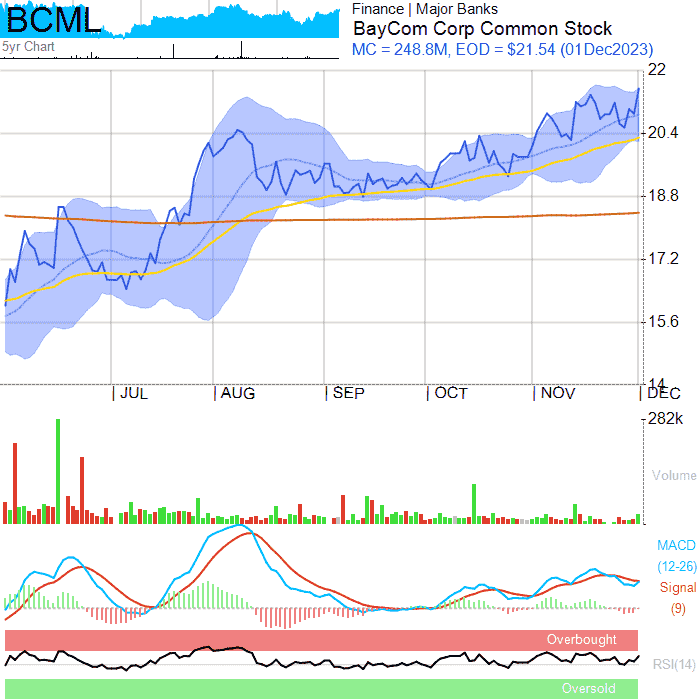 BCML
5yr Chart
Finance | Major Banks
BayCom Corp Common Stock
MC = 248.8M, EOD = $21.54 (01Dec2023)
22
20.4
18.8
17.2
15.6
14
JUL AUG SEP OCT NOV DEC
282k
Volume
MACD
(12-26)
Signal
(9)
Overbought
RSI(14)
Oversold